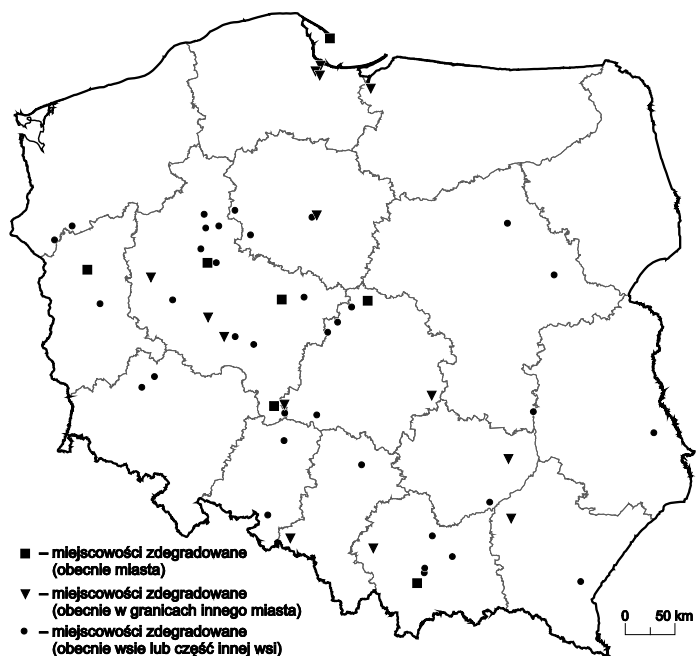 – miejscowości zdegradowane
(obecnie miasta)
– miejscowości zdegradowane
(obecnie w granicach innego miasta)
– miejscowości zdegradowane
(obecnie wsie lub część innej wsi)
0 50 km